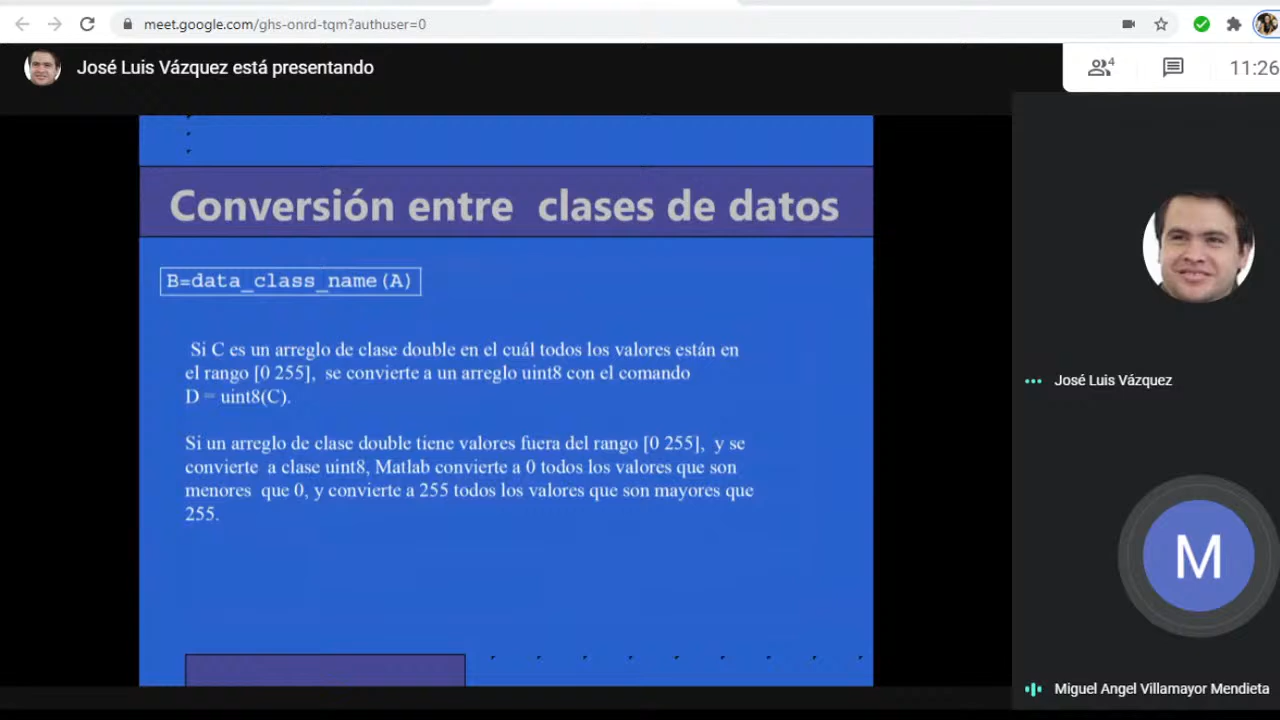 meet.google.com/ghs-onrd-tqm?authuser=0
José Luis Vázquez está presentando
4
11:26
Conversión entre clases de datos
B=data_class_name(A)
Si C es un arreglo de clase double en el cuál todos los valores están en
el rango [0 255], se convierte a un arreglo uint8 con el comando
D = uint8(C).
Si un arreglo de clase double tiene valores fuera del rango [0 255], y se
convierte a clase uint8, Matlab convierte a 0 todos los valores que son
menores que 0, y convierte a 255 todos los valores que son mayores que
255.
José Luis Vázquez
M
Miguel Angel Villamayor Mendieta